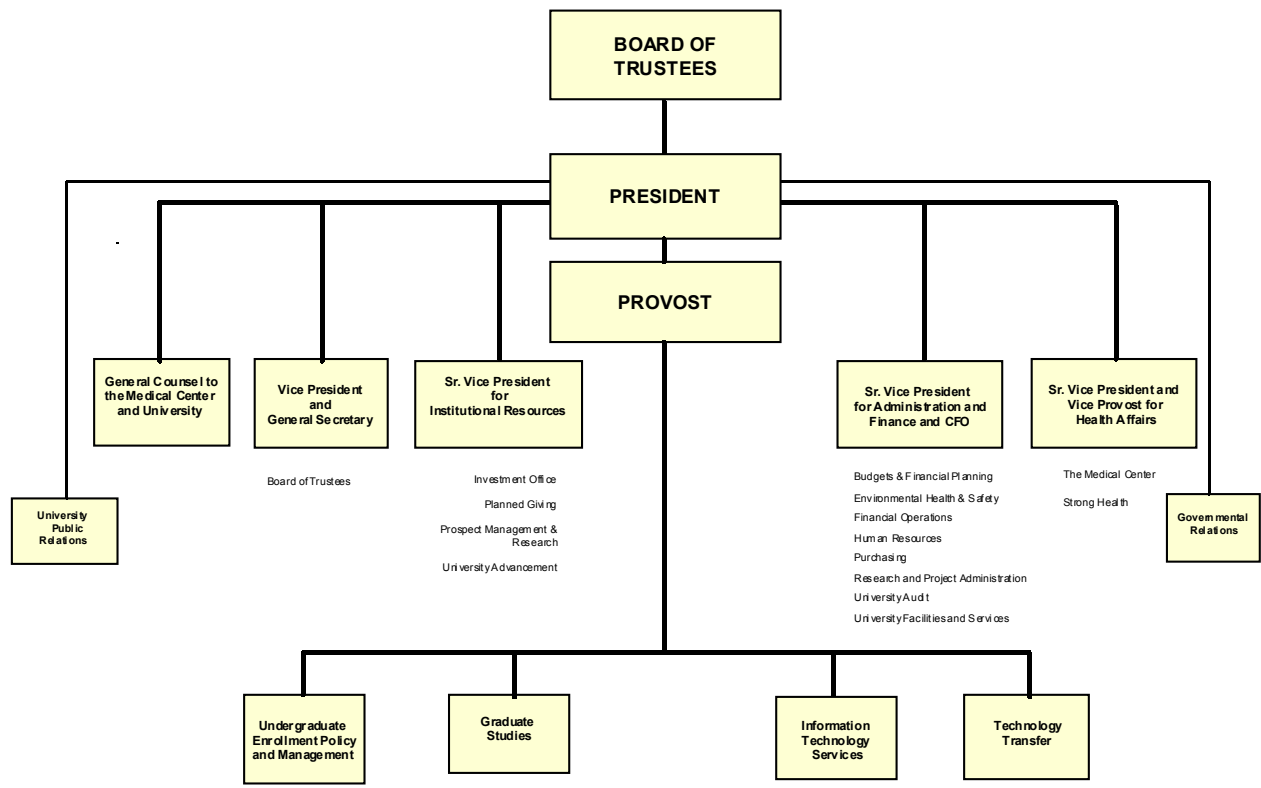 BOARD OF
TRUSTEES
PRESIDENT
PROVOST
General Counsel to
the Medical Center
and University
Vice President
and
General Secretary
Sr. Vice President
for
Institutional Resources
Sr. Vice President
for Administration and
Finance and CFO
Sr. Vice President and
Vice Provost for
Health Affairs
Board of Trustees
Investment Office
Planned Giving
Prospect Management &
Research
University Advancement
Budgets & Financial Planning
Environmental Health & Safety
Financial Operations
Human Resources
Purchasing
Research and Project Administration
University Audit
University Facilities and Services
The Medical Center
Strong Health
University
Public
Relations
Governmental
Relations
Undergraduate
Enrollment Policy
and Management
Graduate
Studies
Information
Technology
Services
Technology
Transfer